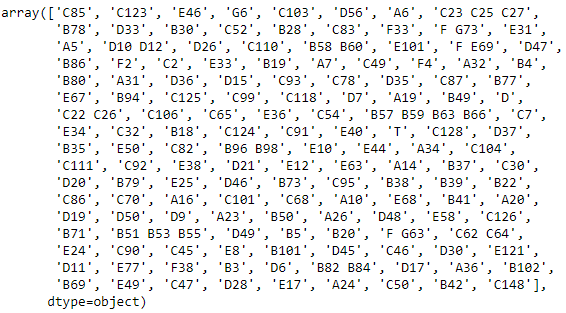 array(['C85', 'C123', 'E46', 'G6', 'C103', 'D56', 'A6', 'C23 C25 C27',
'B78', 'D33', 'B30', 'C52', 'B28', 'C83', 'F33', 'F G73', 'E31',
'A5', 'D10 D12', 'D26', 'C110', 'B58 B60', 'E101', 'F E69', 'D47',
'B86', 'F2', 'C2', 'E33', 'B19', 'A7', 'C49', 'F4', 'A32', 'B4',
'B80', 'A31', 'D36', 'D15', 'C93', 'C78', 'D35', 'C87', 'B77',
'E67', 'B94', 'C125', 'C99', 'C118', 'D7', 'A19', 'B49', 'D',
'C22 C26', 'C106', 'C65', 'E36', 'C54', 'B57 B59 B63 B66', 'C7',
'E34', 'C32', 'B18', 'C124', 'C91', 'E40', 'T', 'C128', 'D37',
'B35', 'E50', 'C82', 'B96 B98', 'E10', 'E44', 'A34', 'C104',
'C111', 'C92', 'E38', 'D21', 'E12', 'E63', 'A14', 'B37', 'C30',
'D20', 'B79', 'E25', 'D46', 'B73', 'C95', 'B38', 'B39', 'B22',
'C86', 'C70', 'A16', 'C101', 'C68', 'A10', 'E68', 'B41', 'A20',
'D19', 'D50', 'D9', 'A23', 'B50', 'A26', 'D48', 'E58', 'C126',
'B71', 'B51 B53 B55', 'D49', 'B5', 'B20', 'F G63', 'C62 C64',
'E24', 'C90', 'C45', 'E8', 'B101', 'D45', 'C46', 'D30', 'E121',
'D11', 'E77', 'F38', 'B3', 'D6', 'B82 B84', 'D17', 'A36', 'B102',
'B69', 'E49', 'C47', 'D28', 'E17', 'A24', 'C50', 'B42', 'C148'],
dtype=object)